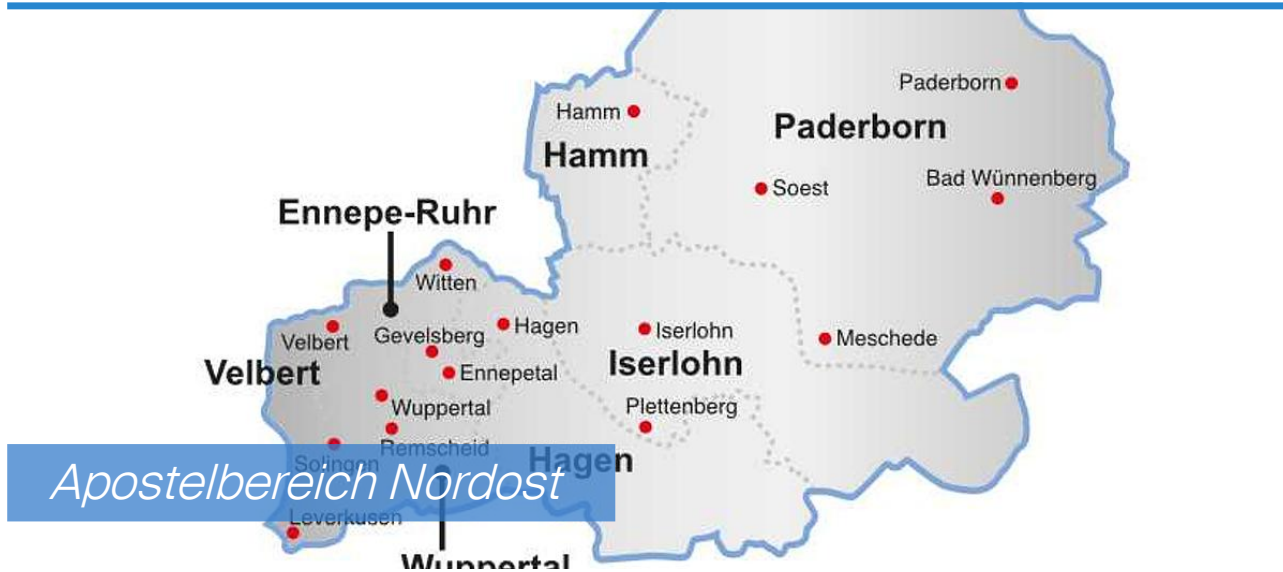 Paderborn
Hamm
Paderborn
Hamm
Bad Wünnenberg
Soest
Ennepe-Ruhr
Witten
Hagen
Iserlohn
Gevelsberg
Velbert
Meschede
Iserlohn
Velbert
Ennepetal
Wuppertal
Plettenberg
Remscheid
Hagen
Solingen
Apostelbereich Nordost
Leverkusen
Wuppertal